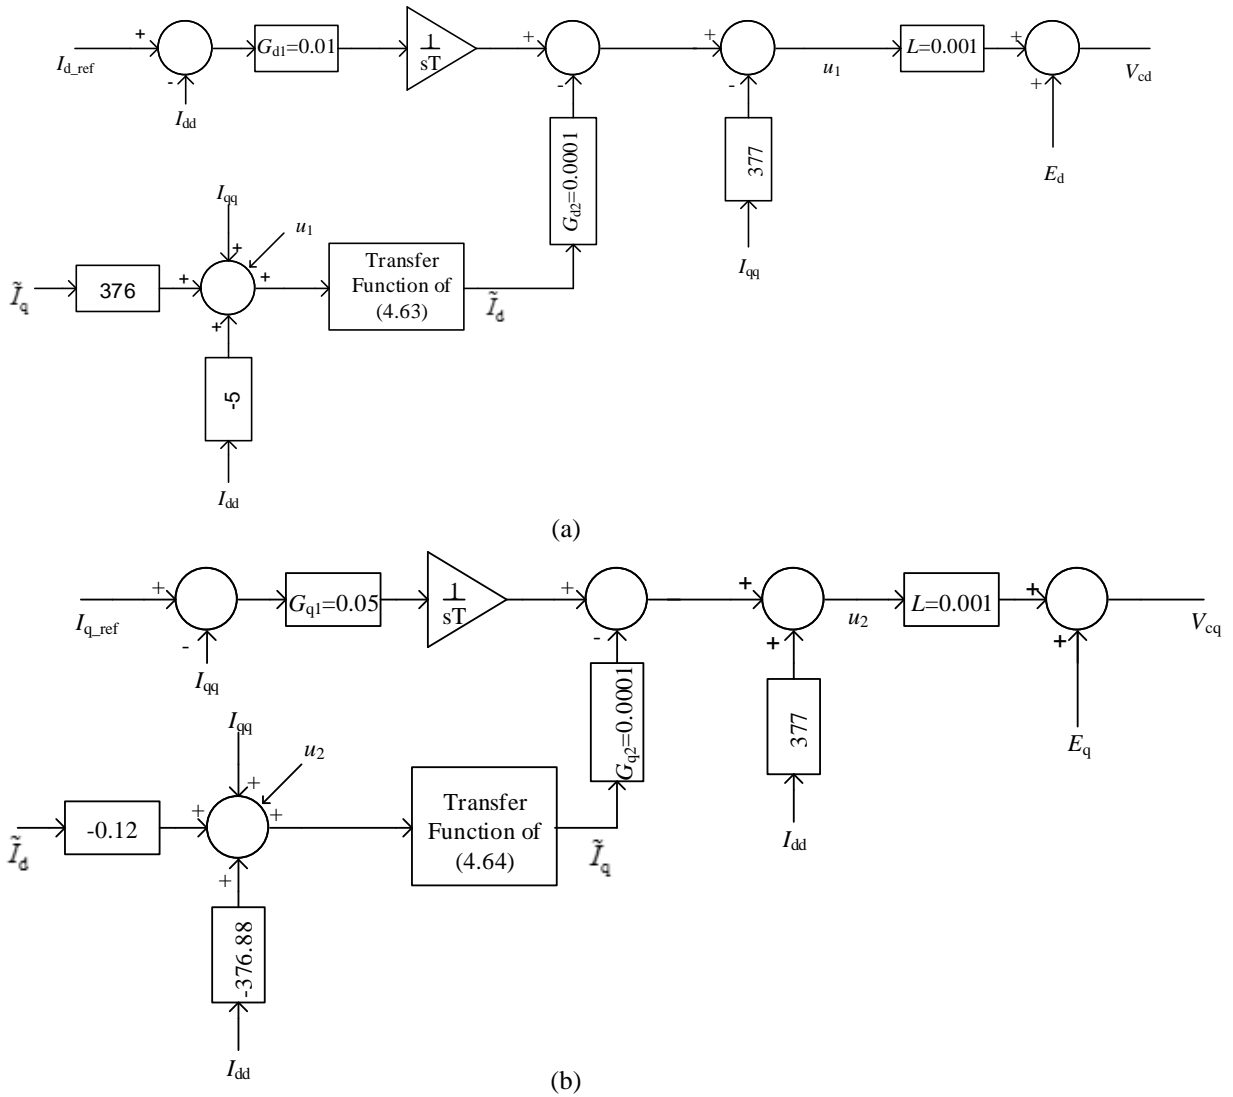 + + + + +
I_d_ref G_d1=0.01 1/sT u_1 L=0.001 V_cd
- - - +
I_dd G_d2=0.0001 377 E_d
I_qq u_1 I_qq
+ + +
Ĩ_q 376 Transfer Function of (4.63) Ĩ_d
+
-5
I_dd
(a)
+ + + +
I_q_ref G_q1=0.05 1/sT u_2 L=0.001 V_cq
- - + +
I_qq G_q2=0.0001 377 E_q
I_qq u_2 I_dd
+ + +
Ĩ_d -0.12 Transfer Function of (4.64) Ĩ_q
+
-376.88
I_dd
(b)